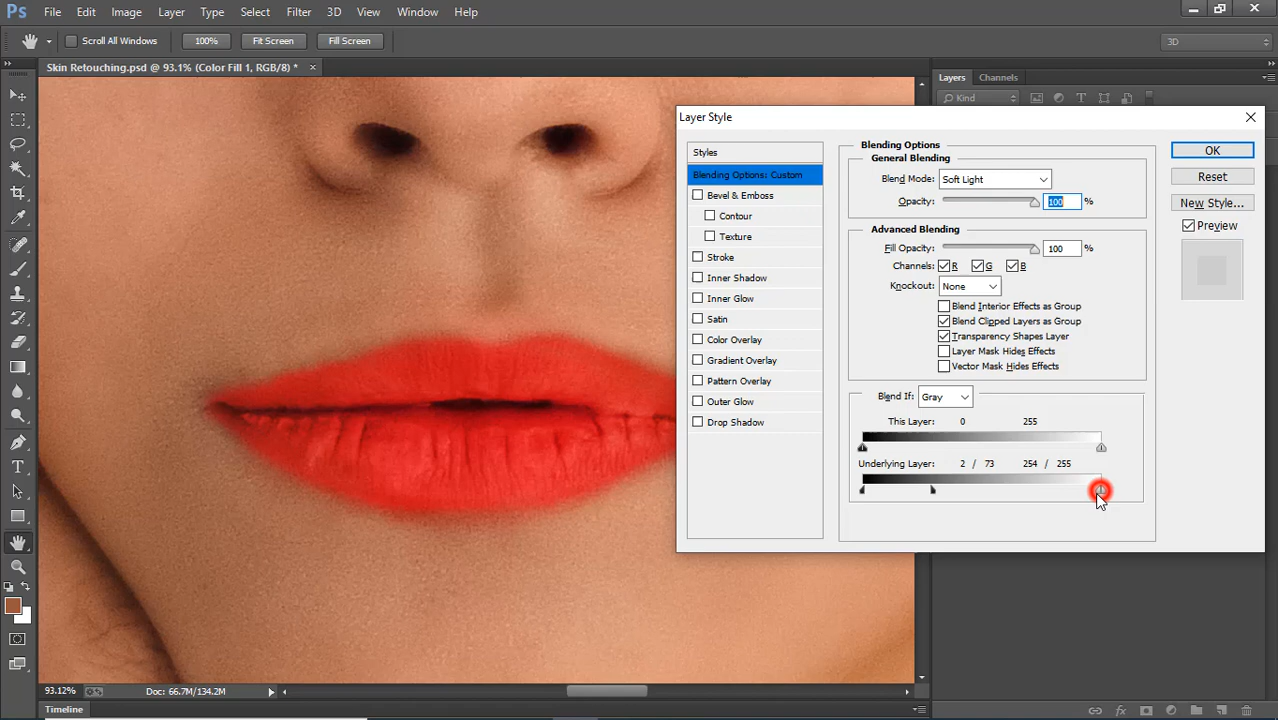 Ps File Edit Image Layer Type Select Filter 3D View Window Help
Scroll All Windows 100% Fit Screen Fill Screen 3D
Skin Retouching.psd @ 93.1% (Color Fill 1, RGB/8) *
Layers Channels
Kind
Layer Style
Styles
Blending Options: Custom
Bevel & Emboss
Contour
Texture
Stroke
Inner Shadow
Inner Glow
Satin
Color Overlay
Gradient Overlay
Pattern Overlay
Outer Glow
Drop Shadow
Blending Options
General Blending
Blend Mode: Soft Light
Opacity: 100 %
Advanced Blending
Fill Opacity: 100 %
Channels: R G B
Knockout: None
Blend Interior Effects as Group
Blend Clipped Layers as Group
Transparency Shapes Layer
Layer Mask Hides Effects
Vector Mask Hides Effects
Blend If: Gray
This Layer: 0 255
Underlying Layer: 2 / 73 254 / 255
OK
Reset
New Style...
Preview
93.12% Doc: 66.7M/134.2M
Timeline